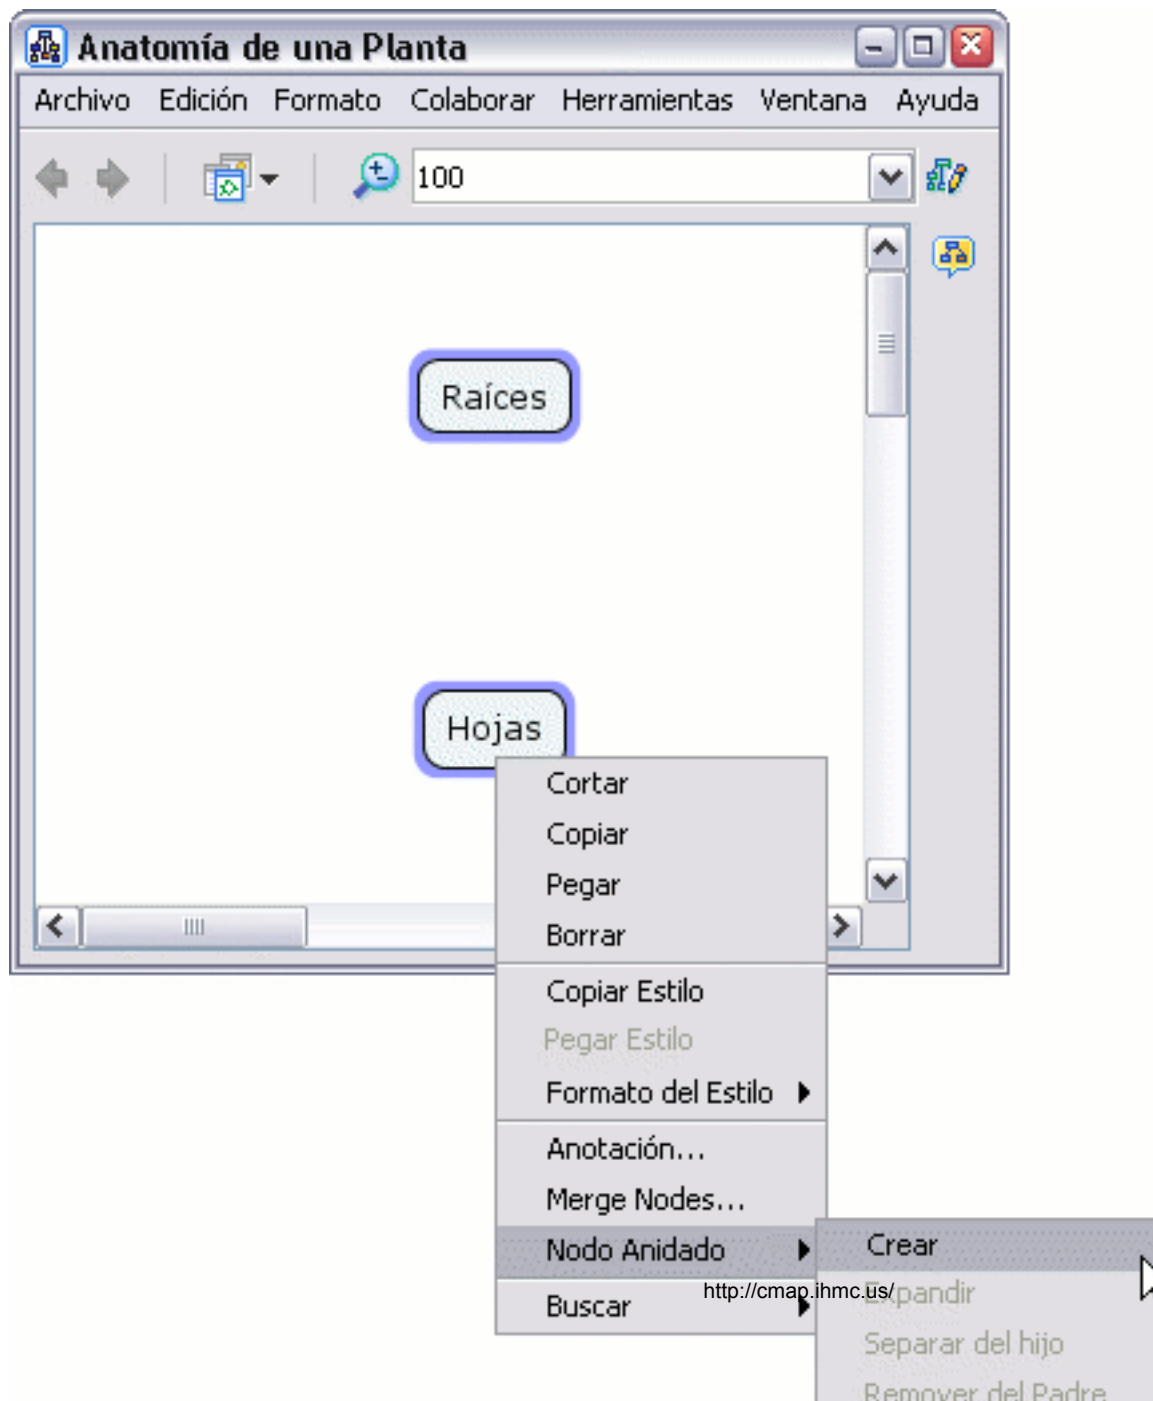 Anatomía de una Planta
Archivo Edición Formato Colaborar Herramientas Ventana Ayuda
100
Raíces
Hojas
Cortar
Copiar
Pegar
Borrar
Copiar Estilo
Pegar Estilo
Formato del Estilo
Anotación...
Merge Nodes...
Nodo Anidado
Crear
http://cmap.ihmc.us/
Expandir
Buscar
Separar del hijo
Remover del Padre